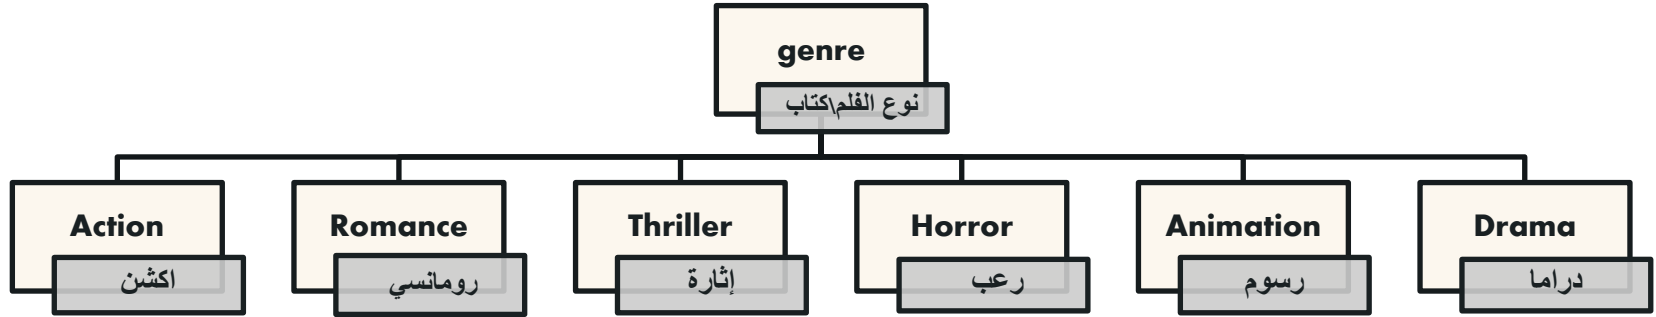 genre
نوع الفلم\كتاب
Action
اكشن
Romance
رومانسي
Thriller
إثارة
Horror
رعب
Animation
رسوم
Drama
دراما